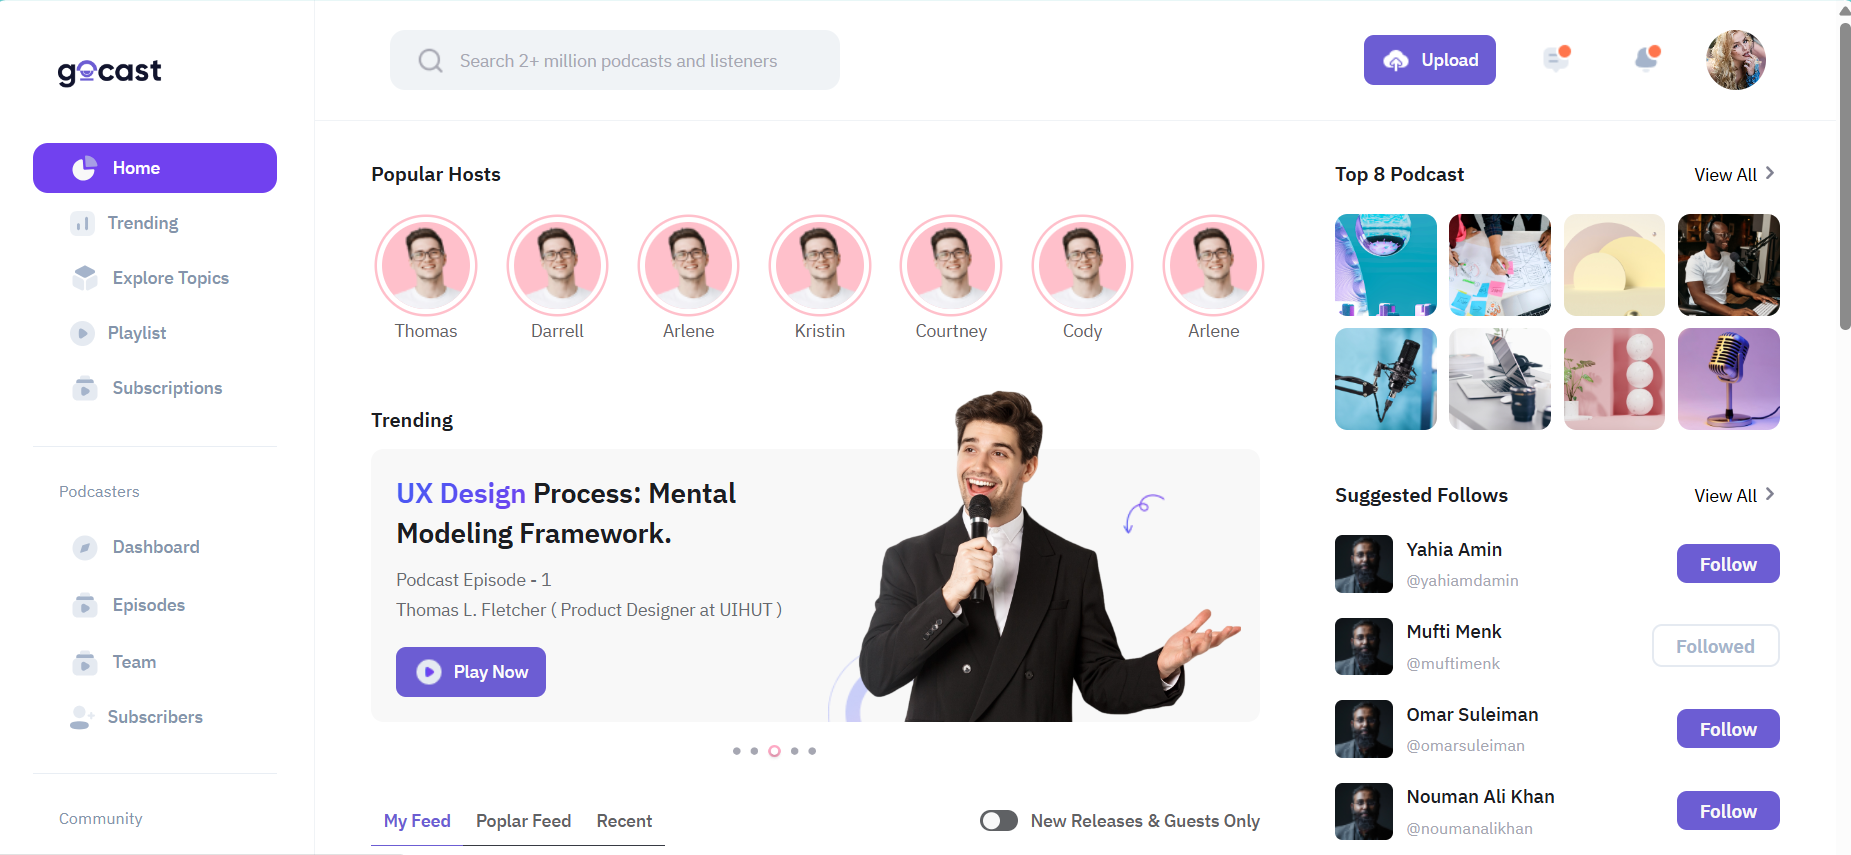 gocast
Search 2+ million podcasts and listeners
Upload
Home
Trending
Explore Topics
Playlist
Subscriptions
Podcasters
Dashboard
Episodes
Team
Subscribers
Community
Popular Hosts
Thomas
Darrell
Arlene
Kristin
Courtney
Cody
Arlene
Trending
UX Design Process: Mental
Modeling Framework.
Podcast Episode - 1
Thomas L. Fletcher ( Product Designer at UIHUT )
Play Now
My Feed
Poplar Feed
Recent
New Releases & Guests Only
Top 8 Podcast
View All
Suggested Follows
View All
Yahia Amin
@yahiamdamin
Follow
Mufti Menk
@muftimenk
Followed
Omar Suleiman
@omarsuleiman
Follow
Nouman Ali Khan
@noumanalikhan
Follow